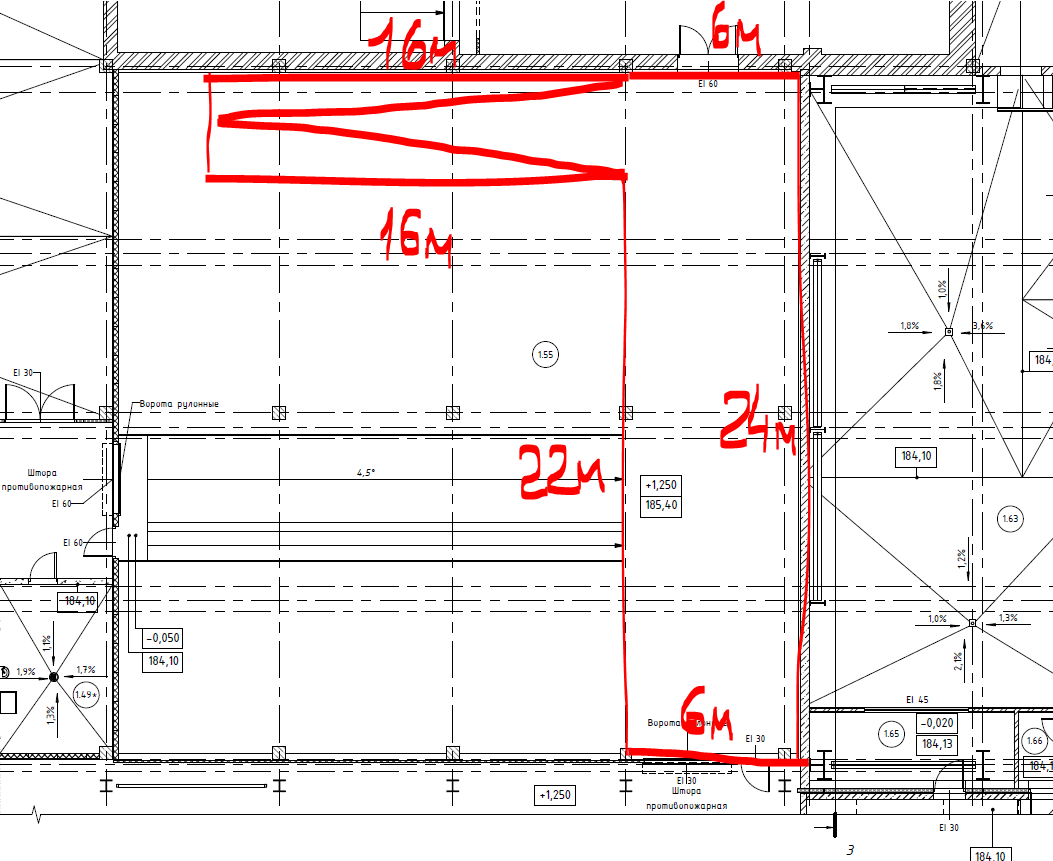 16м
6м
EI 60
16м
1,0%
1,8%
3,6%
1.55
184,
EI 30
1,8%
Ворота рулонные
24м
22м
184,10
Штора
противопожарная
4,5°
+1,250
185,40
EI 60
1.63
EI 60
1,2%
184,10
1,0%
1,3%
-0,050
184,10
1,1%
2,1%
1,9%
1,7%
1.49*
EI 45
1,3%
6м
-0,020
184,13
1.65
1.66
EI 30
184,1
EI 30
Штора
противопожарная
+1,250
EI 30
3
184,10